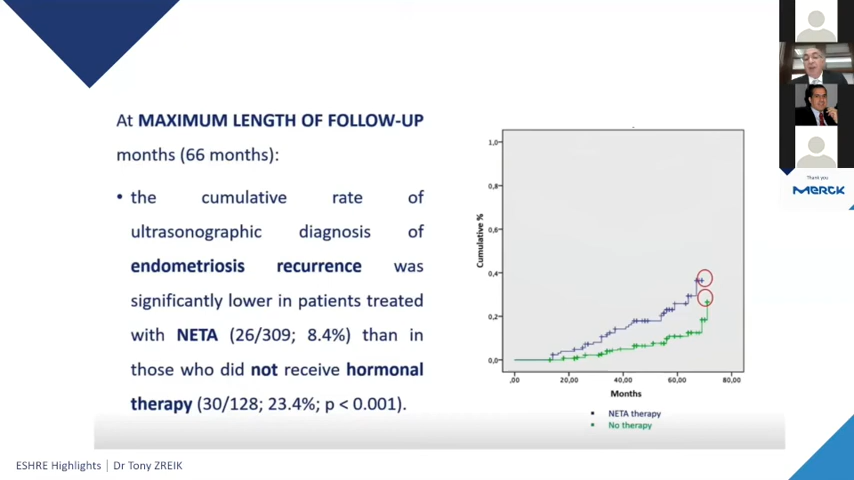 At MAXIMUM LENGTH OF FOLLOW-UP
months (66 months):
• the cumulative rate of
ultrasonographic diagnosis of
endometriosis recurrence was
significantly lower in patients treated
with NETA (26/309; 8.4%) than in
those who did not receive hormonal
therapy (30/128; 23.4%; p < 0.001).
Cumulative %
1,0
0,8
0,6
0,4
0,2
0,0
,00 20,00 40,00 60,00 80,00
Months
NETA therapy
No therapy
Thank you
MERCK
ESHRE Highlights | Dr Tony ZREIK